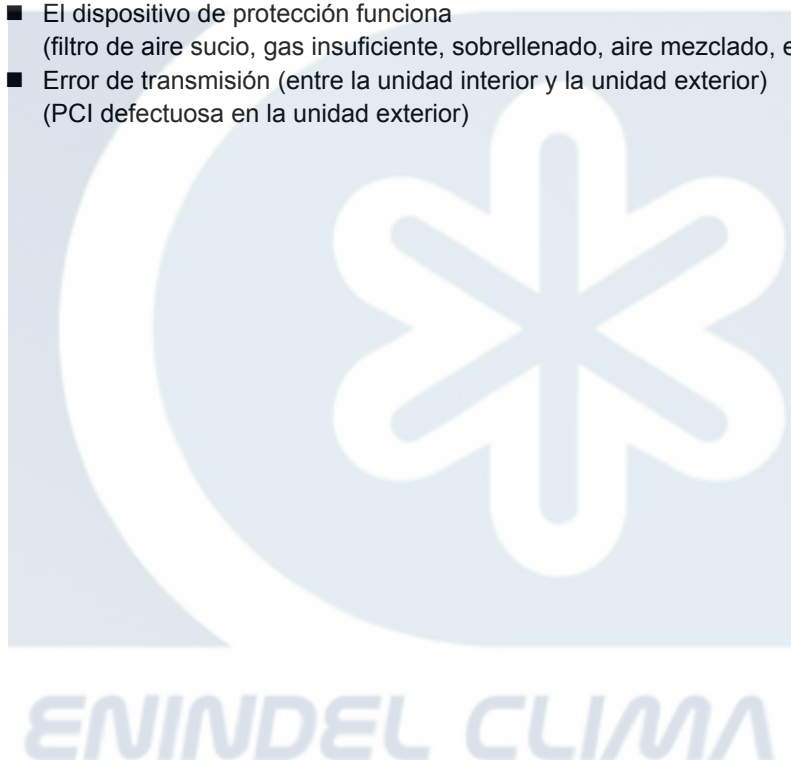 ■ El dispositivo de protección funciona
(filtro de aire sucio, gas insuficiente, sobrellenado, aire mezclado, e
■ Error de transmisión (entre la unidad interior y la unidad exterior)
(PCI defectuosa en la unidad exterior)
ENINDEL CLIMA